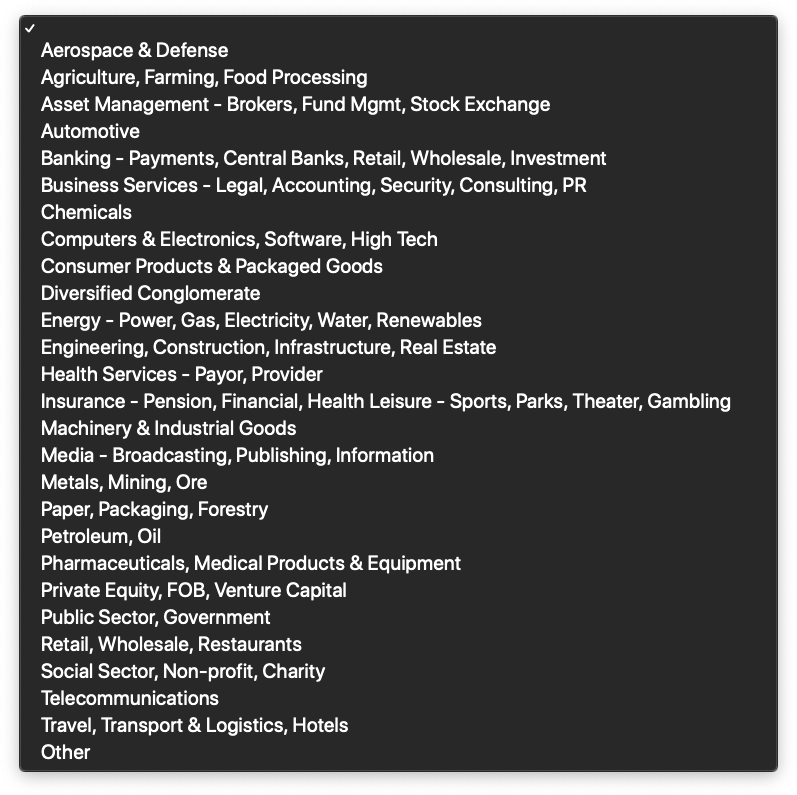 Aerospace & Defense
Agriculture, Farming, Food Processing
Asset Management - Brokers, Fund Mgmt, Stock Exchange
Automotive
Banking - Payments, Central Banks, Retail, Wholesale, Investment
Business Services - Legal, Accounting, Security, Consulting, PR
Chemicals
Computers & Electronics, Software, High Tech
Consumer Products & Packaged Goods
Diversified Conglomerate
Energy - Power, Gas, Electricity, Water, Renewables
Engineering, Construction, Infrastructure, Real Estate
Health Services - Payor, Provider
Insurance - Pension, Financial, Health Leisure - Sports, Parks, Theater, Gambling
Machinery & Industrial Goods
Media - Broadcasting, Publishing, Information
Metals, Mining, Ore
Paper, Packaging, Forestry
Petroleum, Oil
Pharmaceuticals, Medical Products & Equipment
Private Equity, FOB, Venture Capital
Public Sector, Government
Retail, Wholesale, Restaurants
Social Sector, Non-profit, Charity
Telecommunications
Travel, Transport & Logistics, Hotels
Other